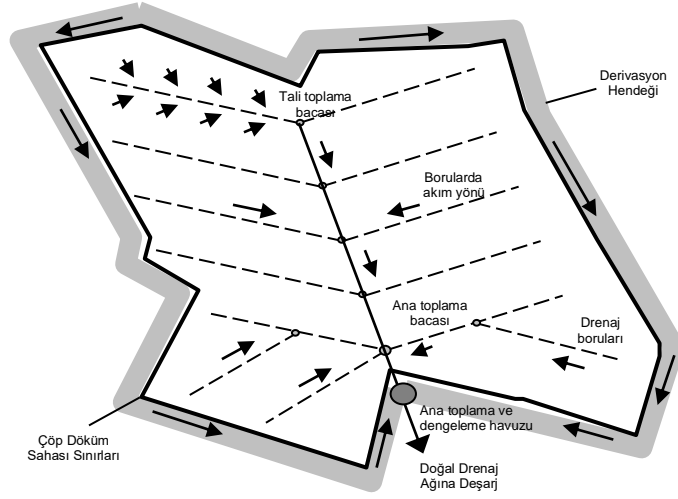 Derivasyon
Hendeği
Tali toplama
bacası
Borularda
akım yönü
Ana toplama
bacası
Drenaj
boruları
Ana toplama ve
dengeleme havuzu
Çöp Döküm
Sahası Sınırları
Doğal Drenaj
Ağına Deşarj